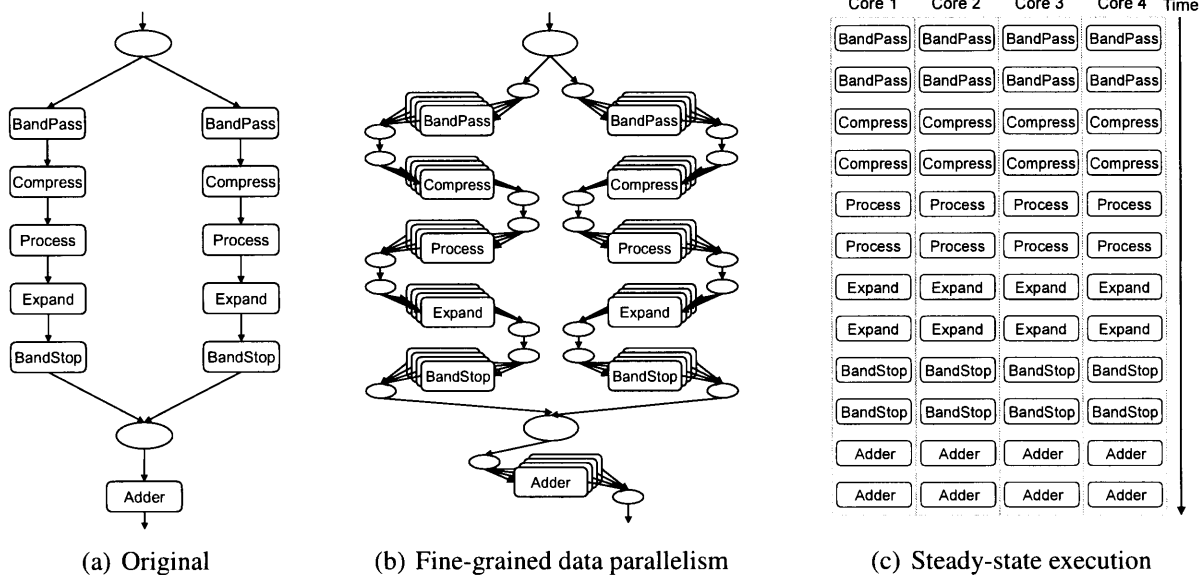 BandPass BandPass
Compress Compress
Process Process
Expand Expand
BandStop BandStop
Adder
(a) Original
BandPass BandPass
Compress Compress
Process Process
Expand Expand
BandStop BandStop
Adder
(b) Fine-grained data parallelism
Core 1 Core 2 Core 3 Core 4 Time
BandPass BandPass BandPass BandPass
BandPass BandPass BandPass BandPass
Compress Compress Compress Compress
Compress Compress Compress Compress
Process Process Process Process
Process Process Process Process
Expand Expand Expand Expand
Expand Expand Expand Expand
BandStop BandStop BandStop BandStop
BandStop BandStop BandStop BandStop
Adder Adder Adder Adder
Adder Adder Adder Adder
(c) Steady-state execution